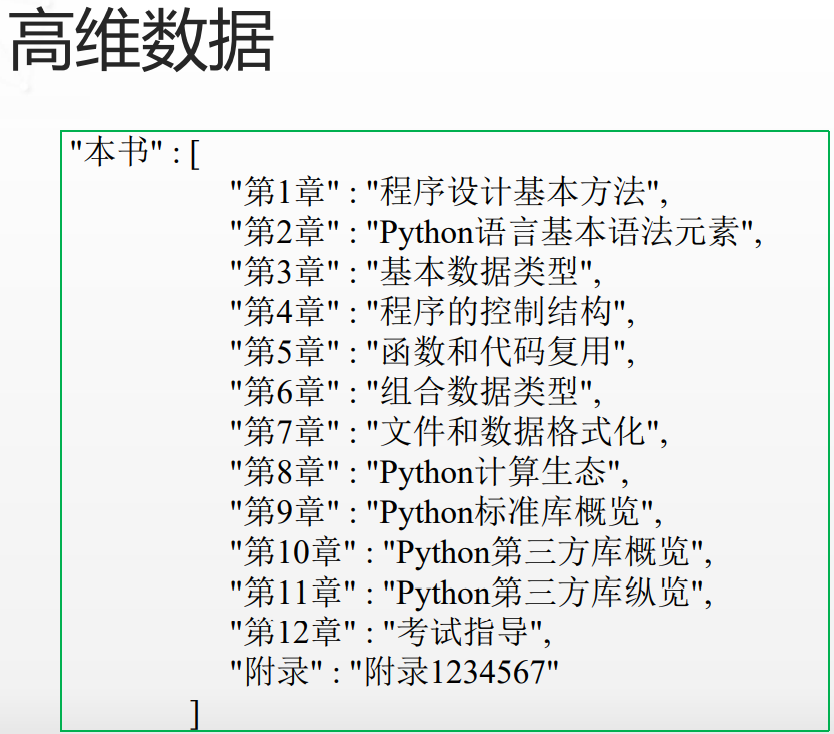 高维数据
"本书" : [
"第1章" : "程序设计基本方法",
"第2章" : "Python语言基本语法元素",
"第3章" : "基本数据类型",
"第4章" : "程序的控制结构",
"第5章" : "函数和代码复用",
"第6章" : "组合数据类型",
"第7章" : "文件和数据格式化",
"第8章" : "Python计算生态",
"第9章" : "Python标准库概览",
"第10章" : "Python第三方库概览",
"第11章" : "Python第三方库纵览",
"第12章" : "考试指导",
"附录" : "附录1234567"
]